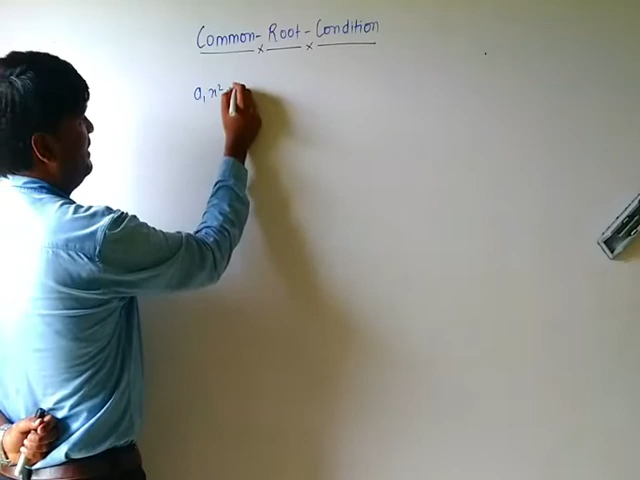 Common - Root - Condition
a₁x²